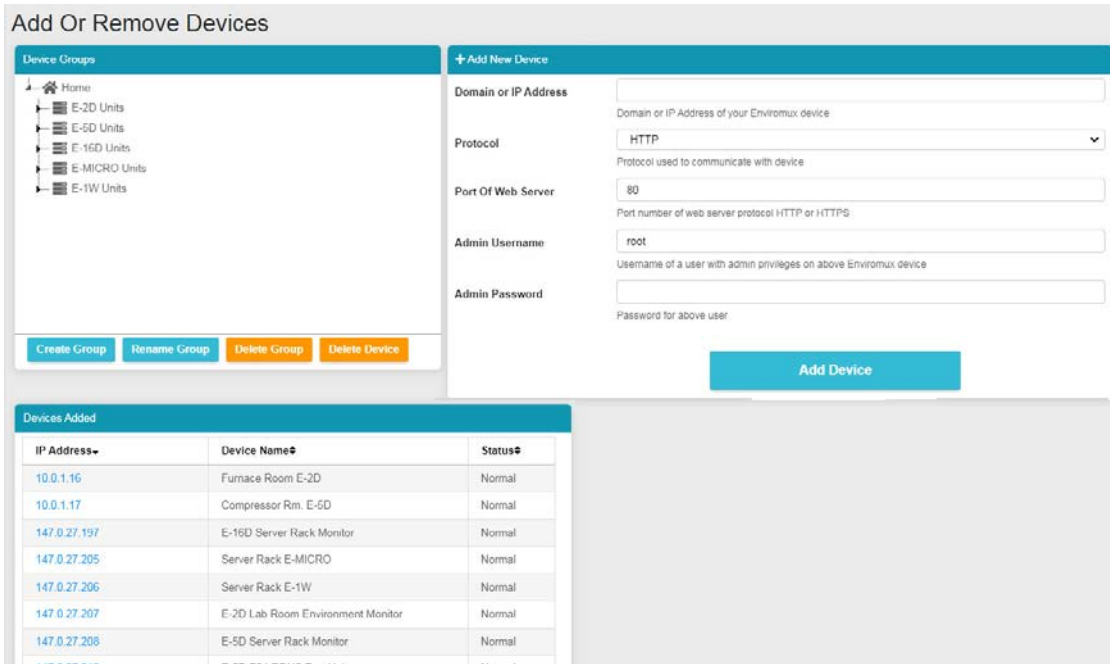 Add Or Remove Devices
Device Groups
Home
E-2D Units
E-5D Units
E-16D Units
E-MICRO Units
E-1W Units
Create Group Rename Group Delete Group Delete Device
+Add New Device
Domain or IP Address
Domain or IP Address of your Enviromux device
Protocol HTTP
Protocol used to communicate with device
Port Of Web Server 80
Port number of web server protocol HTTP or HTTPS
Admin Username root
Username of a user with admin privileges on above Enviromux device
Admin Password
Password for above user
Add Device
Devices Added
IP Address Device Name Status
10.0.1.16 Furnace Room E-2D Normal
10.0.1.17 Compressor Rm. E-5D Normal
147.0.27.197 E-16D Server Rack Monitor Normal
147.0.27.205 Server Rack E-MICRO Normal
147.0.27.206 Server Rack E-1W Normal
147.0.27.207 E-2D Lab Room Environment Monitor Normal
147.0.27.208 E-5D Server Rack Monitor Normal